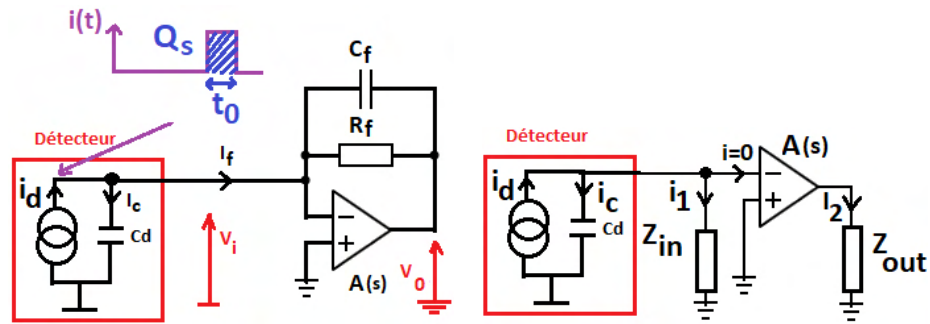 i(t)
Qs
t0
Cf
Rf
Détecteur
id
Ic
Cd
If
Vi
−
+
A(s)
V0
Détecteur
id
ic
Cd
i1
i=0
A(s)
−
+
I2
Zin
Zout